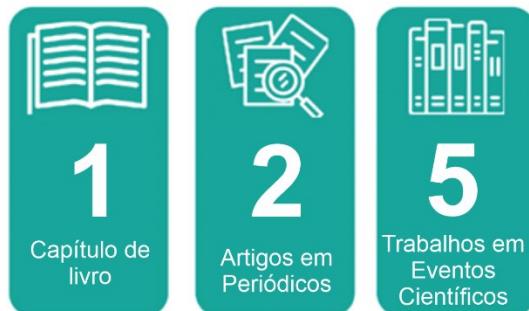 1
Capítulo de
livro
2
Artigos em
Periódicos
5
Trabalhos em
Eventos
Científicos